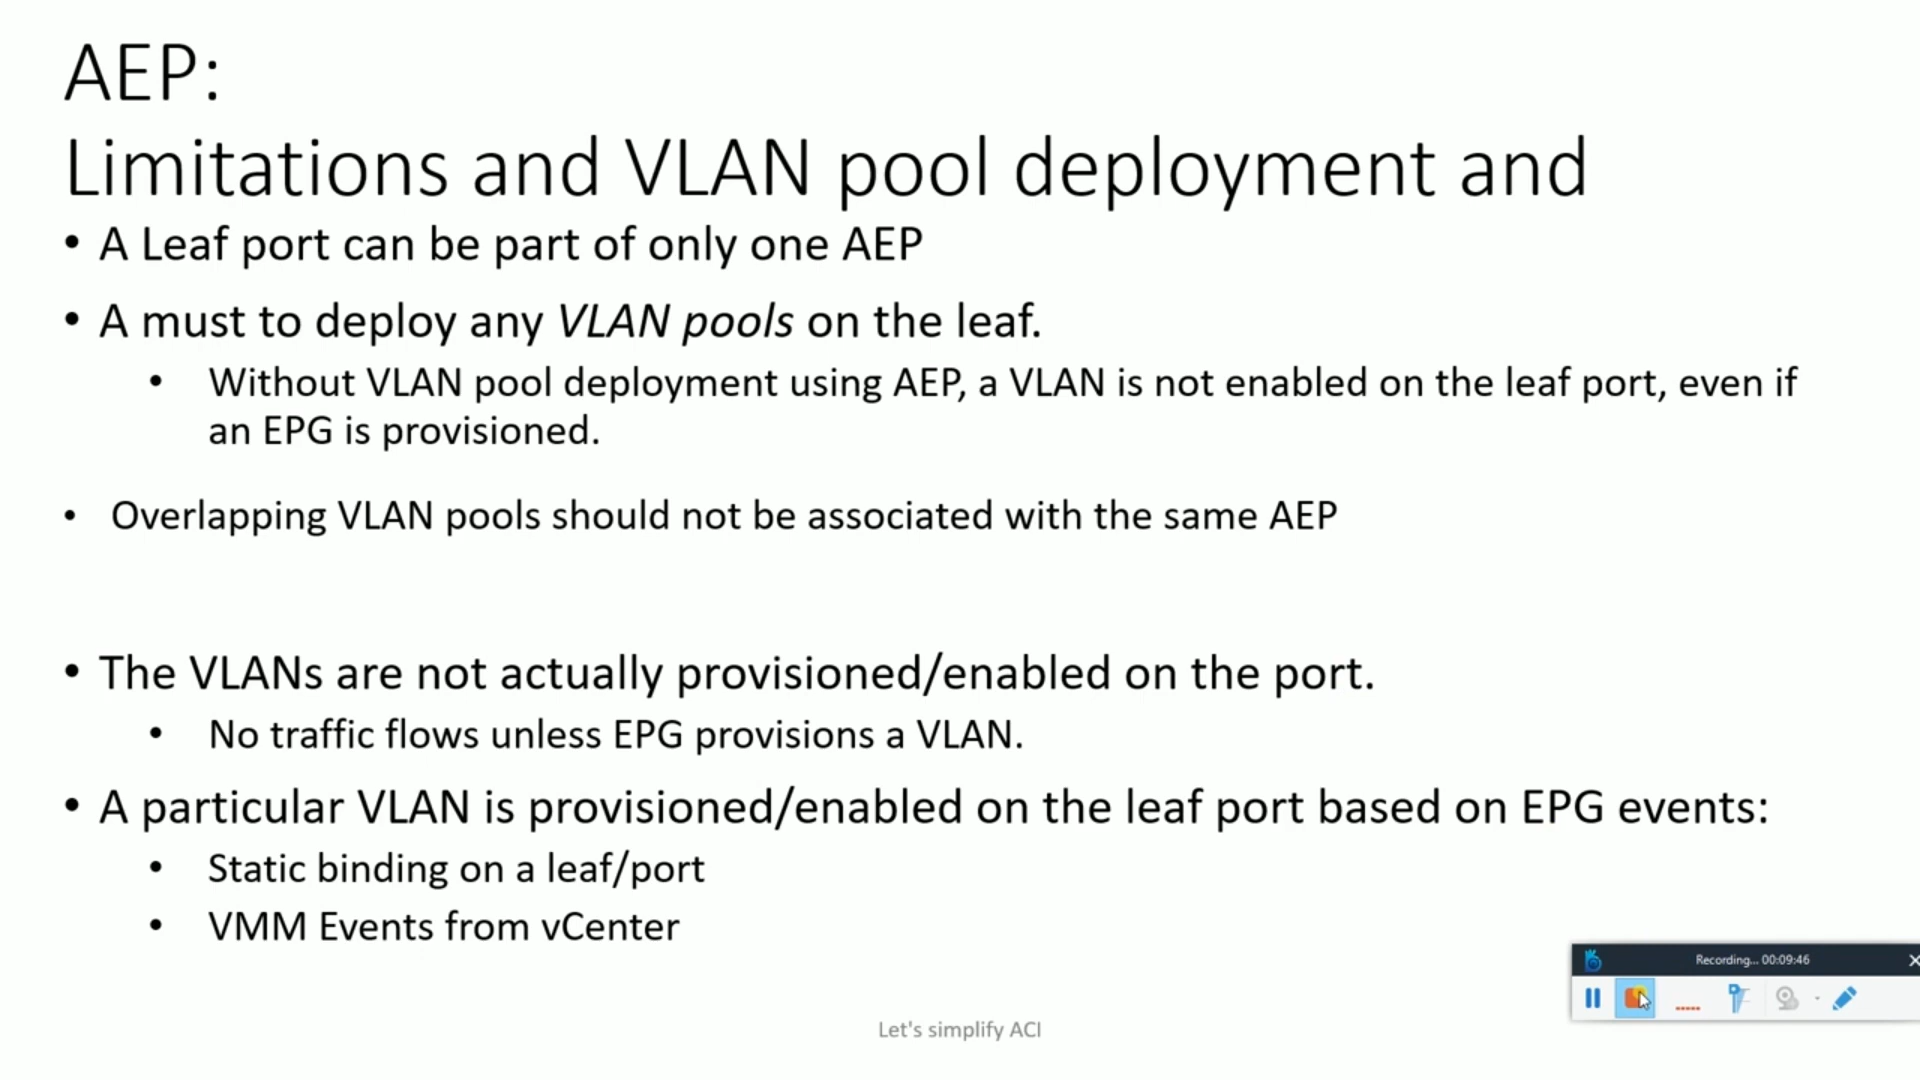 AEP:
Limitations and VLAN pool deployment and
• A Leaf port can be part of only one AEP
• A must to deploy any VLAN pools on the leaf.
• Without VLAN pool deployment using AEP, a VLAN is not enabled on the leaf port, even if
an EPG is provisioned.
• Overlapping VLAN pools should not be associated with the same AEP
• The VLANs are not actually provisioned/enabled on the port.
• No traffic flows unless EPG provisions a VLAN.
• A particular VLAN is provisioned/enabled on the leaf port based on EPG events:
• Static binding on a leaf/port
• VMM Events from vCenter
Recording... 00:09:46
Let's simplify ACI